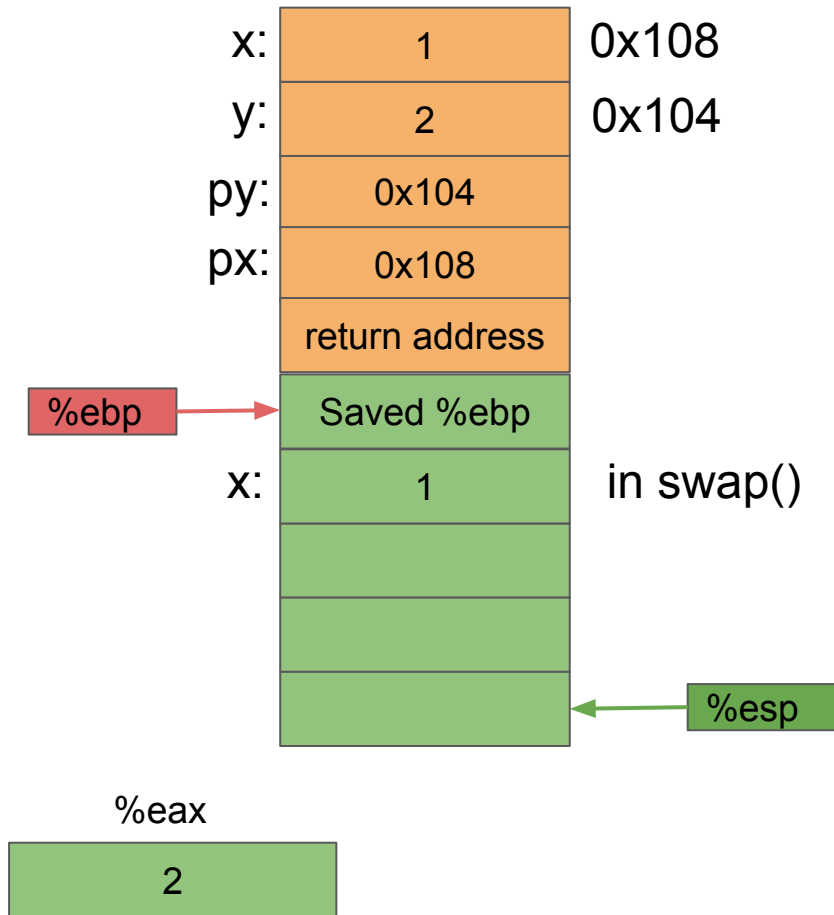 x: 1 0x108
y: 2 0x104
py: 0x104
px: 0x108
return address
%ebp Saved %ebp
x: 1 in swap()
%esp
%eax
2